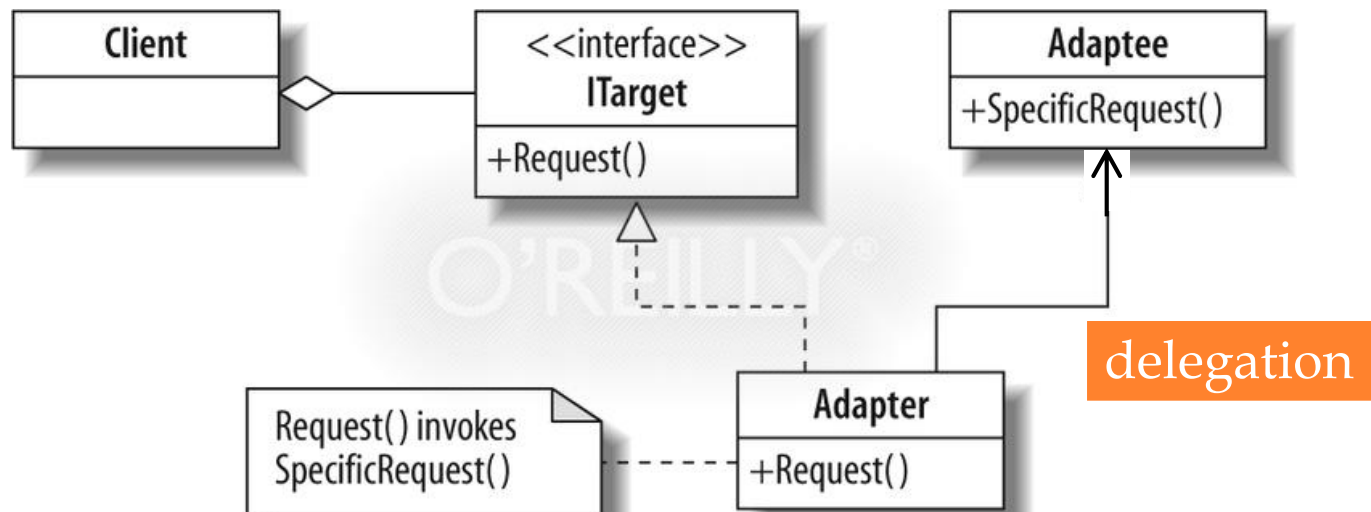 Client
<<interface>>
ITarget
+Request()
Adaptee
+SpecificRequest()
O'REILLY®
delegation
Request() invokes
SpecificRequest()
Adapter
+Request()